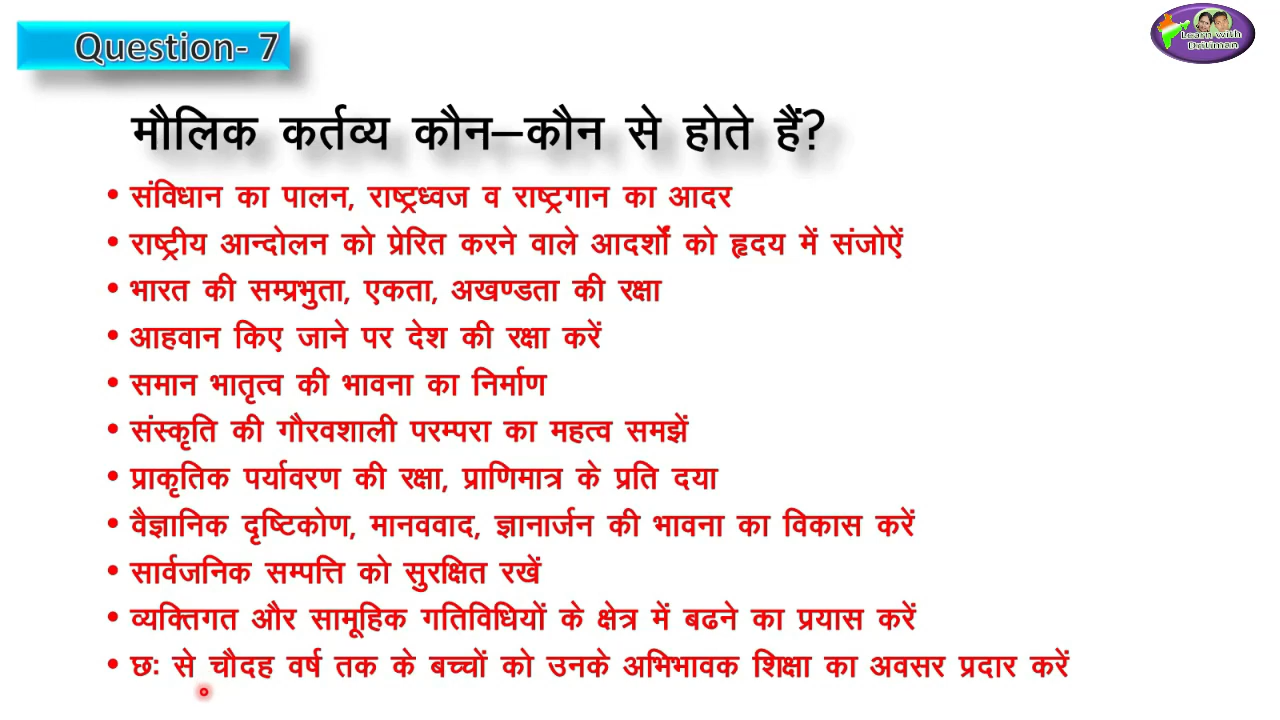 Question- 7
Learn with
Dritiman
मौलिक कर्तव्य कौन–कौन से होते हैं?
• संविधान का पालन, राष्ट्रध्वज व राष्ट्रगान का आदर
• राष्ट्रीय आन्दोलन को प्रेरित करने वाले आदर्शों को हृदय में संजोऐं
• भारत की सम्प्रभुता, एकता, अखण्डता की रक्षा
• आहवान किए जाने पर देश की रक्षा करें
• समान भातृत्व की भावना का निर्माण
• संस्कृति की गौरवशाली परम्परा का महत्व समझें
• प्राकृतिक पर्यावरण की रक्षा, प्राणिमात्र के प्रति दया
• वैज्ञानिक दृष्टिकोण, मानववाद, ज्ञानार्जन की भावना का विकास करें
• सार्वजनिक सम्पत्ति को सुरक्षित रखें
• व्यक्तिगत और सामूहिक गतिविधियों के क्षेत्र में बढने का प्रयास करें
• छः से चौदह वर्ष तक के बच्चों को उनके अभिभावक शिक्षा का अवसर प्रदार करें